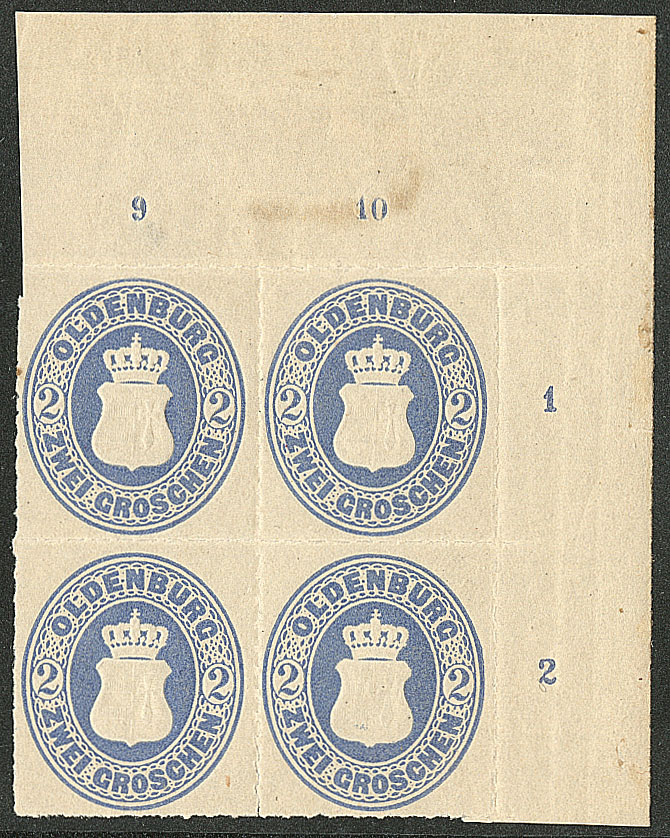 9 10
OLDENBURG
2 2
ZWEI GROSCHEN
OLDENBURG
2 2
ZWEI GROSCHEN
1
OLDENBURG
2 2
ZWEI GROSCHEN
OLDENBURG
2 2
ZWEI GROSCHEN
2